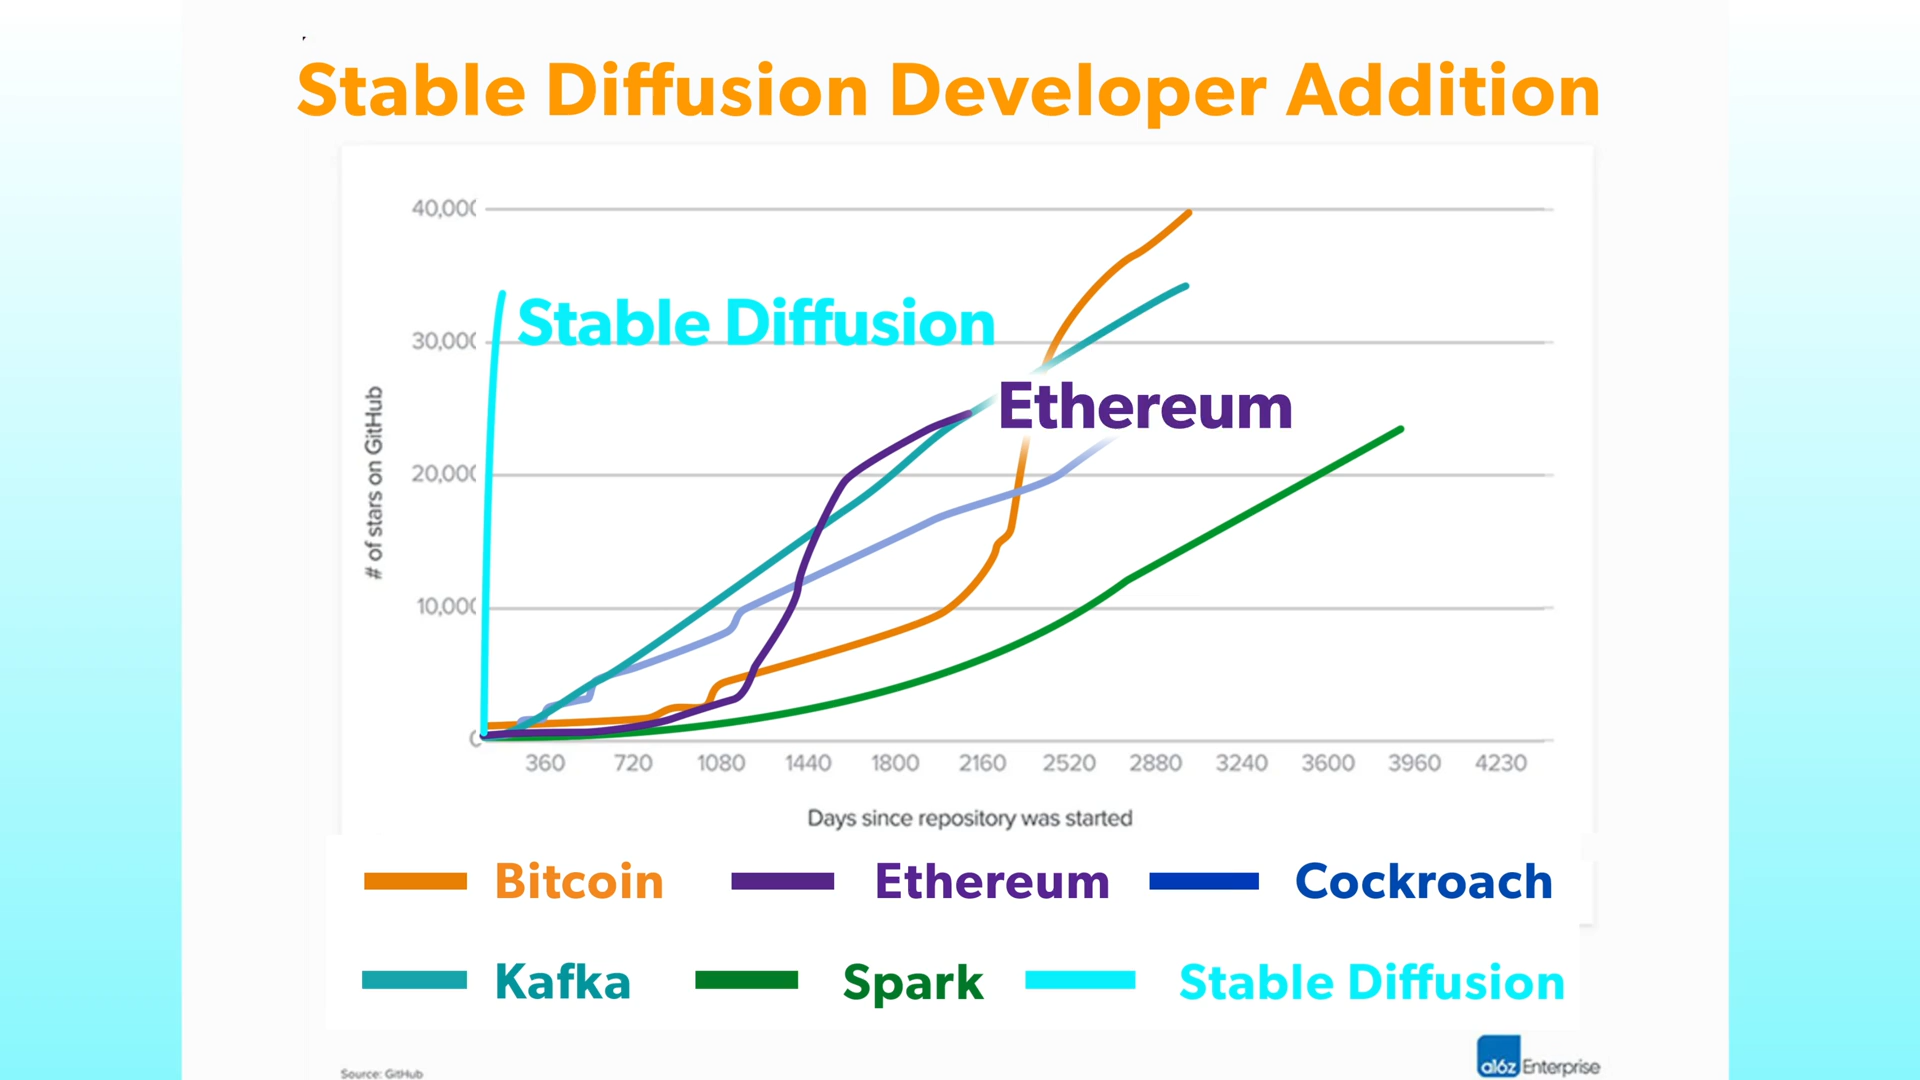 Stable Diffusion Developer Addition
40,000
30,000
20,000
10,000
0
# of stars on GitHub
Stable Diffusion
Ethereum
360 720 1080 1440 1800 2160 2520 2880 3240 3600 3960 4230
Days since repository was started
Bitcoin Ethereum Cockroach
Kafka Spark Stable Diffusion
Source: GitHub
a16z Enterprise